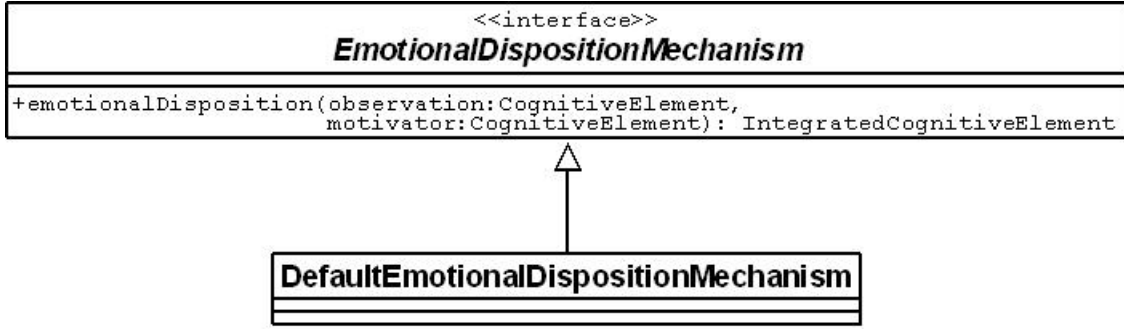 <<interface>>
EmotionalDispositionMechanism
+emotionalDisposition(observation:CognitiveElement,
motivator:CognitiveElement): IntegratedCognitiveElement
DefaultEmotionalDispositionMechanism